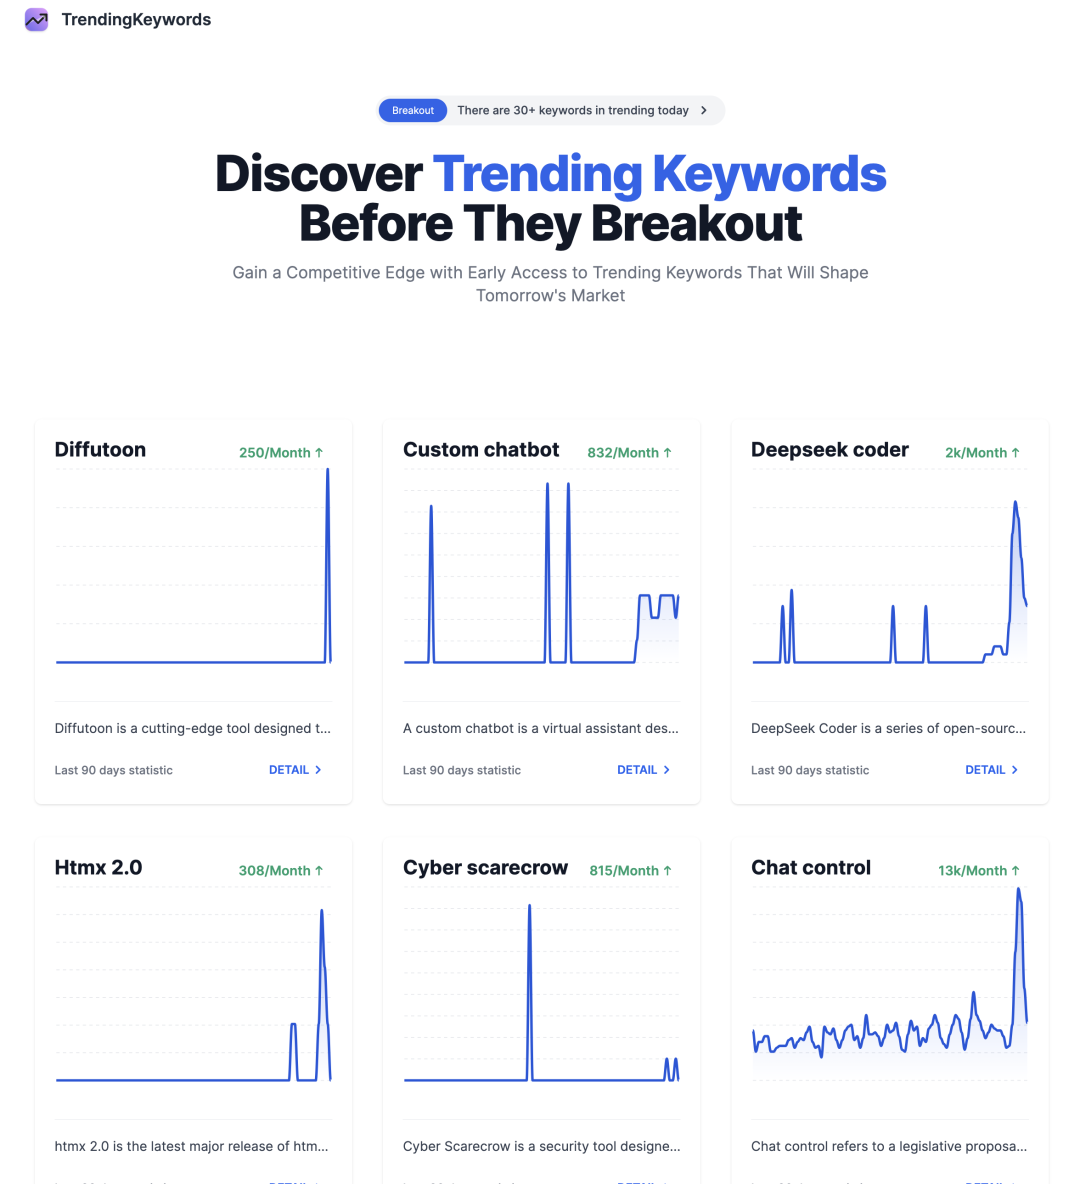 TrendingKeywords
Breakout There are 30+ keywords in trending today
Discover Trending Keywords
Before They Breakout
Gain a Competitive Edge with Early Access to Trending Keywords That Will Shape
Tomorrow's Market
Diffutoon 250/Month ↑
Diffutoon is a cutting-edge tool designed t...
Last 90 days statistic DETAIL
Custom chatbot 832/Month ↑
A custom chatbot is a virtual assistant des...
Last 90 days statistic DETAIL
Deepseek coder 2k/Month ↑
DeepSeek Coder is a series of open-sourc...
Last 90 days statistic DETAIL
Htmx 2.0 308/Month ↑
htmx 2.0 is the latest major release of htm...
Cyber scarecrow 815/Month ↑
Cyber Scarecrow is a security tool designe...
Chat control 13k/Month ↑
Chat control refers to a legislative proposa...